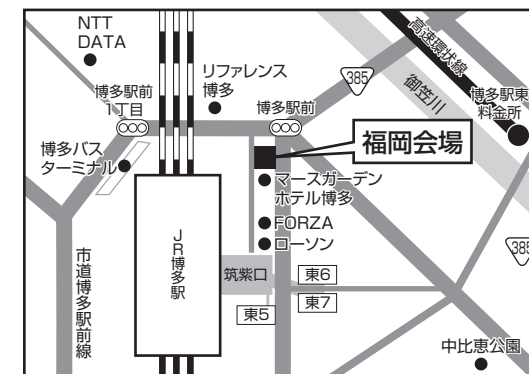 NTT
DATA
リファレンス
博多
385
高速環状線
御笠川
博多駅東
料金所
博多駅前
1丁目
博多駅前
福岡会場
博多バス
ターミナル
マースガーデン
ホテル博多
FORZA
ローソン
JR博多駅
市道博多駅前線
筑紫口
東6
東7
東5
385
中比恵公園